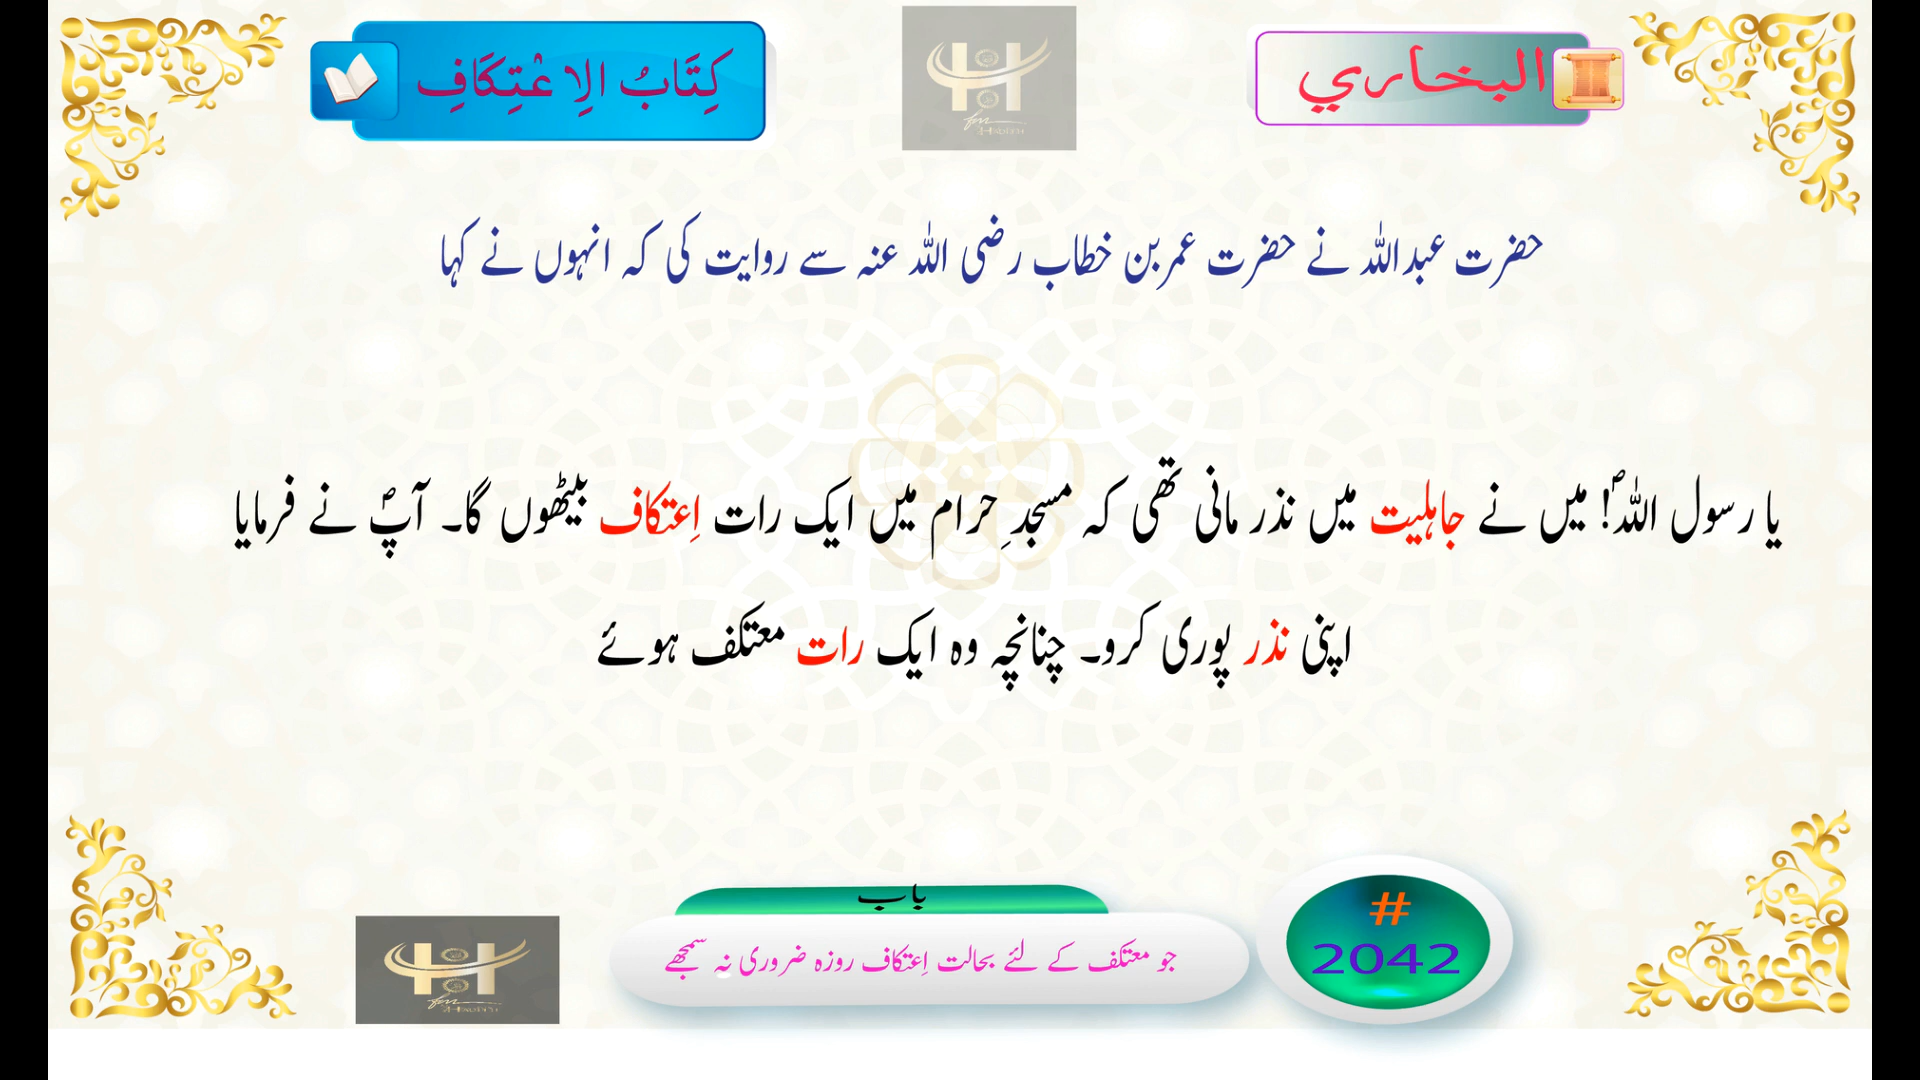 البخاري
كِتَابُ الِاعْتِكَافِ
حضرت عبداللہ نے حضرت عمر بن خطاب رضی اللہ عنہ سے روایت کی کہ انہوں نے کہا
یا رسول اللہؐ! میں نے جاہلیت میں نذر مانی تھی کہ مسجدِ حرام میں ایک رات اِعتکاف بیٹھوں گا۔ آپؐ نے فرمایا
اپنی نذر پوری کرو۔ چنانچہ وہ ایک رات معتکف ہوئے
باب
جو معتکف کے لئے بحالت اِعتکاف روزہ ضروری نہ سمجھے
#
2042